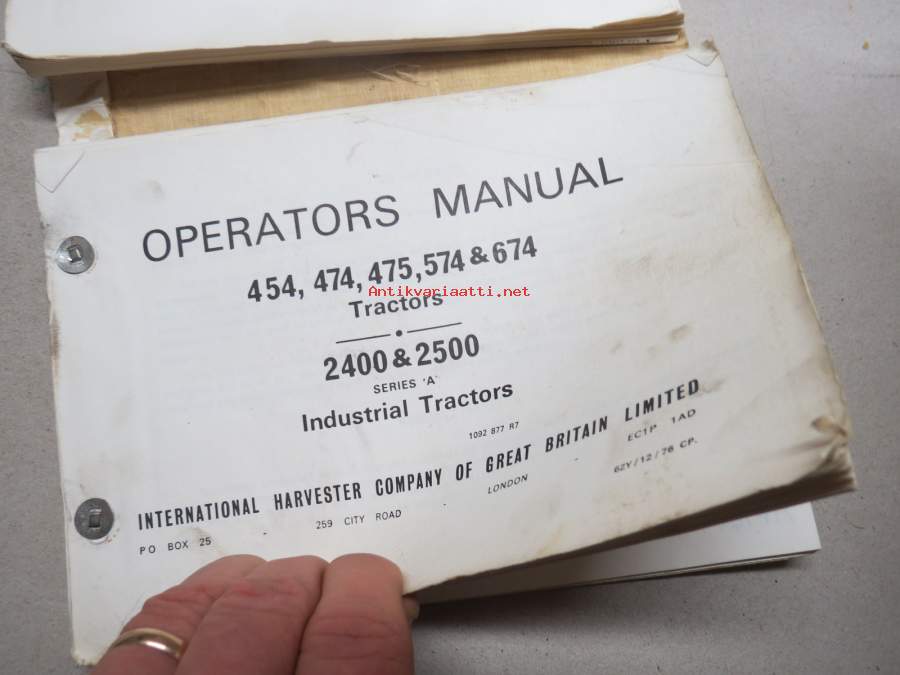 OPERATORS MANUAL
454, 474, 475, 574 & 674
Antikvariaatti.net
Tractors
2400 & 2500
SERIES 'A'
Industrial Tractors
1092 877 R7
INTERNATIONAL HARVESTER COMPANY OF GREAT BRITAIN LIMITED
PO BOX 25 259 CITY ROAD LONDON EC1P 1AD
62Y/12/76 CP.